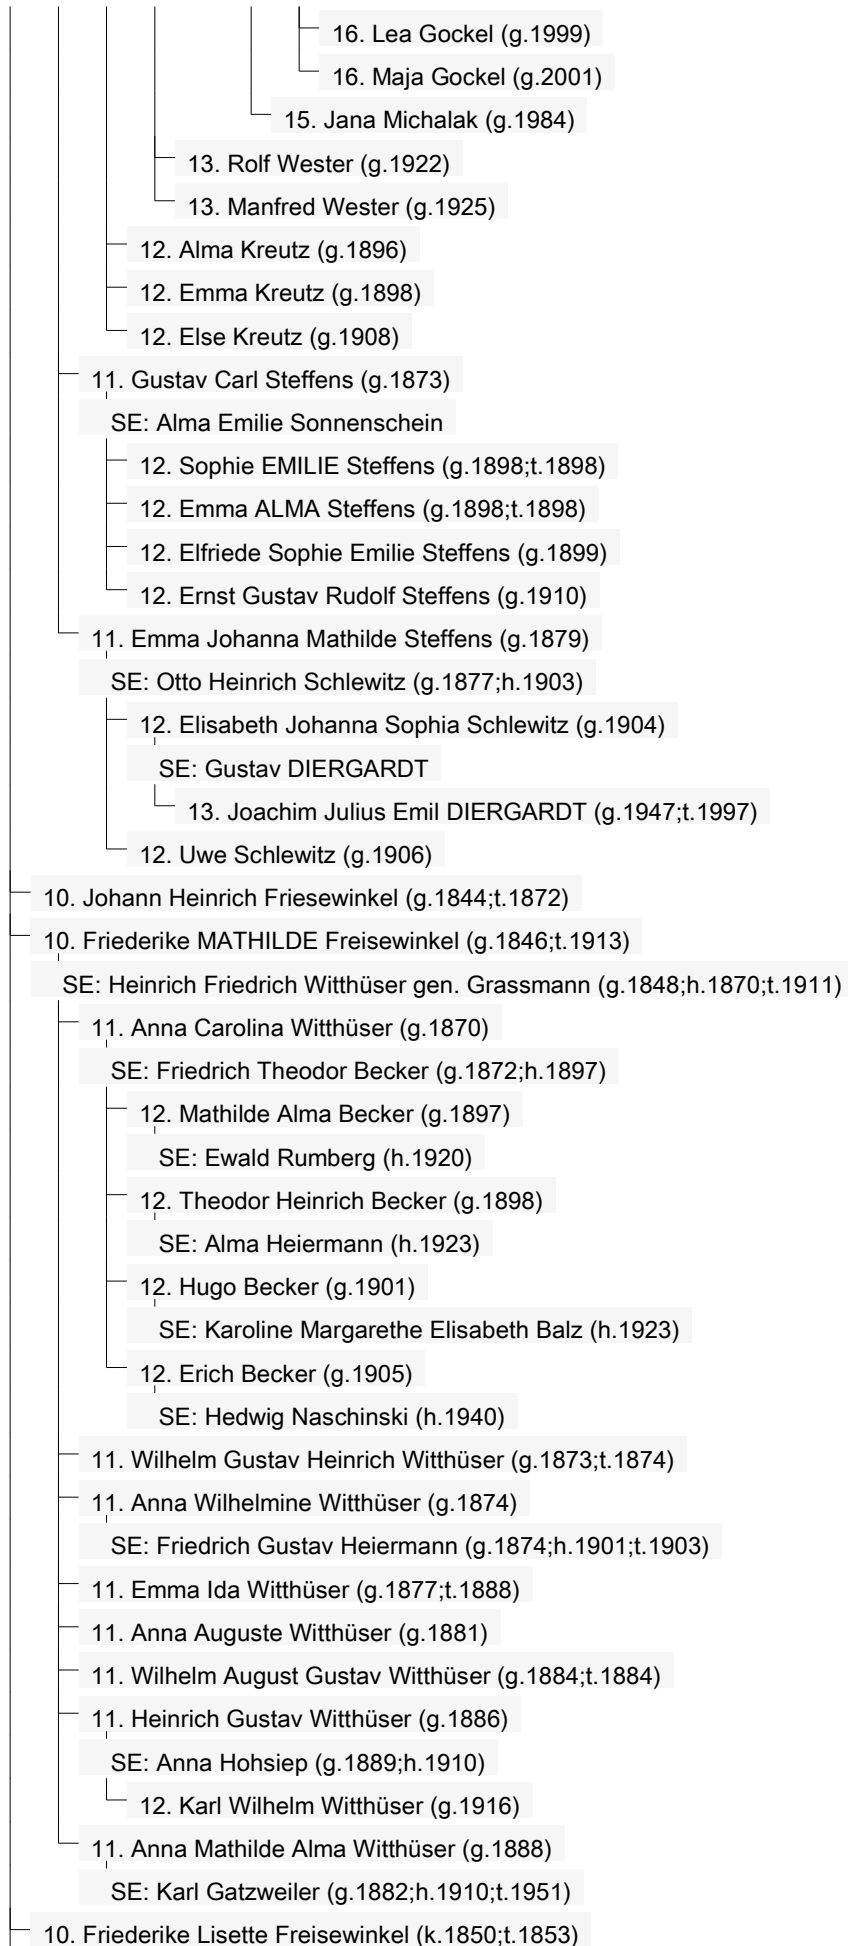 16. Lea Gockel (g.1999)
16. Maja Gockel (g.2001)
15. Jana Michalak (g.1984)
13. Rolf Wester (g.1922)
13. Manfred Wester (g.1925)
12. Alma Kreutz (g.1896)
12. Emma Kreutz (g.1898)
12. Else Kreutz (g.1908)
11. Gustav Carl Steffens (g.1873)
SE: Alma Emilie Sonnenschein
12. Sophie EMILIE Steffens (g.1898;t.1898)
12. Emma ALMA Steffens (g.1898;t.1898)
12. Elfriede Sophie Emilie Steffens (g.1899)
12. Ernst Gustav Rudolf Steffens (g.1910)
11. Emma Johanna Mathilde Steffens (g.1879)
SE: Otto Heinrich Schlewitz (g.1877;h.1903)
12. Elisabeth Johanna Sophia Schlewitz (g.1904)
SE: Gustav DIERGARDT
13. Joachim Julius Emil DIERGARDT (g.1947;t.1997)
12. Uwe Schlewitz (g.1906)
10. Johann Heinrich Friesewinkel (g.1844;t.1872)
10. Friederike MATHILDE Freisewinkel (g.1846;t.1913)
SE: Heinrich Friedrich Witthüser gen. Grassmann (g.1848;h.1870;t.1911)
11. Anna Carolina Witthüser (g.1870)
SE: Friedrich Theodor Becker (g.1872;h.1897)
12. Mathilde Alma Becker (g.1897)
SE: Ewald Rumberg (h.1920)
12. Theodor Heinrich Becker (g.1898)
SE: Alma Heiermann (h.1923)
12. Hugo Becker (g.1901)
SE: Karoline Margarethe Elisabeth Balz (h.1923)
12. Erich Becker (g.1905)
SE: Hedwig Naschinski (h.1940)
11. Wilhelm Gustav Heinrich Witthüser (g.1873;t.1874)
11. Anna Wilhelmine Witthüser (g.1874)
SE: Friedrich Gustav Heiermann (g.1874;h.1901;t.1903)
11. Emma Ida Witthüser (g.1877;t.1888)
11. Anna Auguste Witthüser (g.1881)
11. Wilhelm August Gustav Witthüser (g.1884;t.1884)
11. Heinrich Gustav Witthüser (g.1886)
SE: Anna Hohsiep (g.1889;h.1910)
12. Karl Wilhelm Witthüser (g.1916)
11. Anna Mathilde Alma Witthüser (g.1888)
SE: Karl Gatzweiler (g.1882;h.1910;t.1951)
10. Friederike Lisette Freisewinkel (k.1850;t.1853)